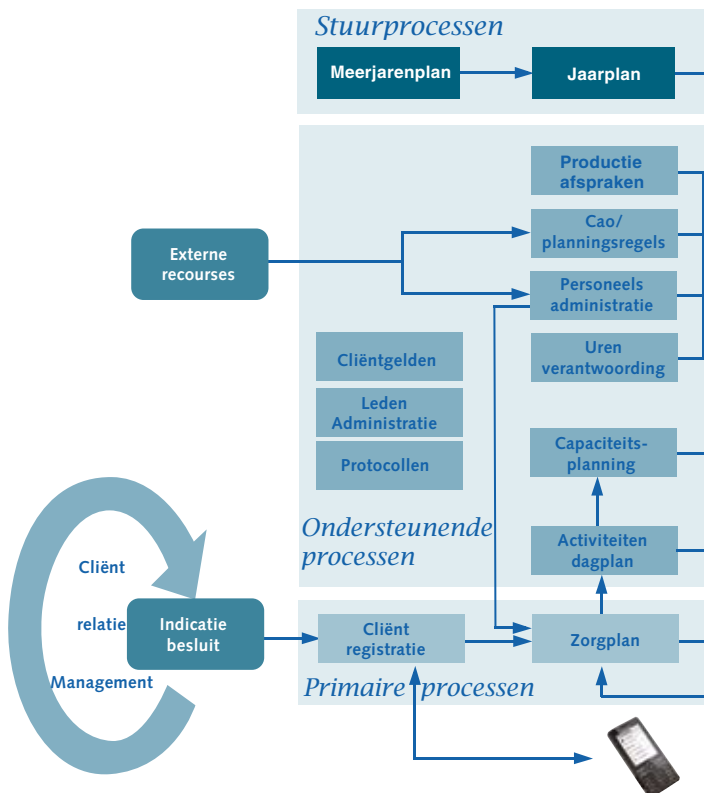 Stuurprocessen
Meerjarenplan
Jaarplan
Productie
afspraken
Cao/
planningsregels
Externe
recourses
Personeels
administratie
Uren
verantwoording
Cliëntgelden
Leden
Administratie
Protocollen
Capaciteits-
planning
Ondersteunende
processen
Activiteiten
dagplan
Cliënt
relatie
Management
Indicatie
besluit
Cliënt
registratie
Zorgplan
Primaire processen